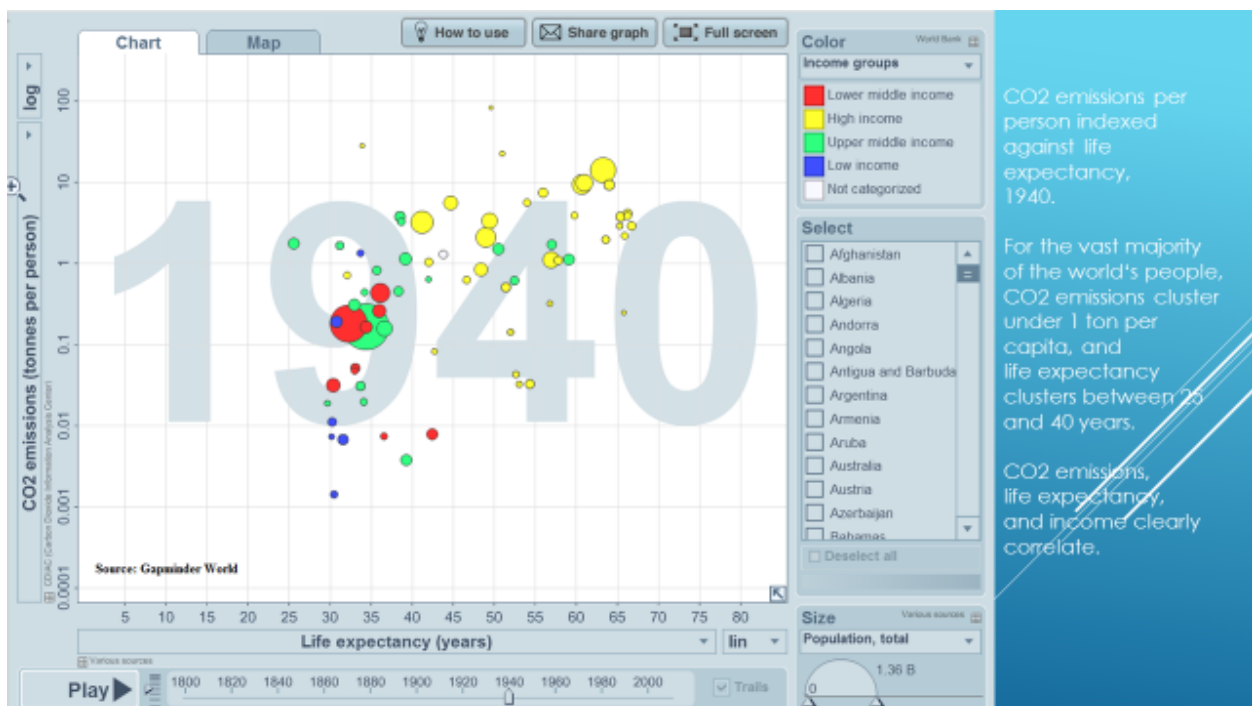 Chart
Map
How to use
Share graph
Full screen
Color
World Bank
Income groups
Lower middle income
High income
Upper middle income
Low income
Not categorized
Select
Afghanistan
Albania
Algeria
Andorra
Angola
Antigua and Barbuda
Argentina
Armenia
Aruba
Australia
Austria
Azerbaijan
Bahamas
Deselect all
Size
Various sources
Population, total
1.36 B
0
log
CO2 emissions (tonnes per person)
CDIAC (Carbon Dioxide Information Analysis Center)
100
10
1
0.1
0.01
0.001
0.0001
1940
Source: Gapminder World
5 10 15 20 25 30 35 40 45 50 55 60 65 70 75 80
Life expectancy (years)
lin
Various sources
Play
1800 1820 1840 1860 1880 1900 1920 1940 1960 1980 2000
Trails
CO2 emissions per
person indexed
against life
expectancy,
1940.
For the vast majority
of the world's people,
CO2 emissions cluster
under 1 ton per
capita, and
life expectancy
clusters between 25
and 40 years.
CO2 emissions,
life expectancy,
and income clearly
correlate.